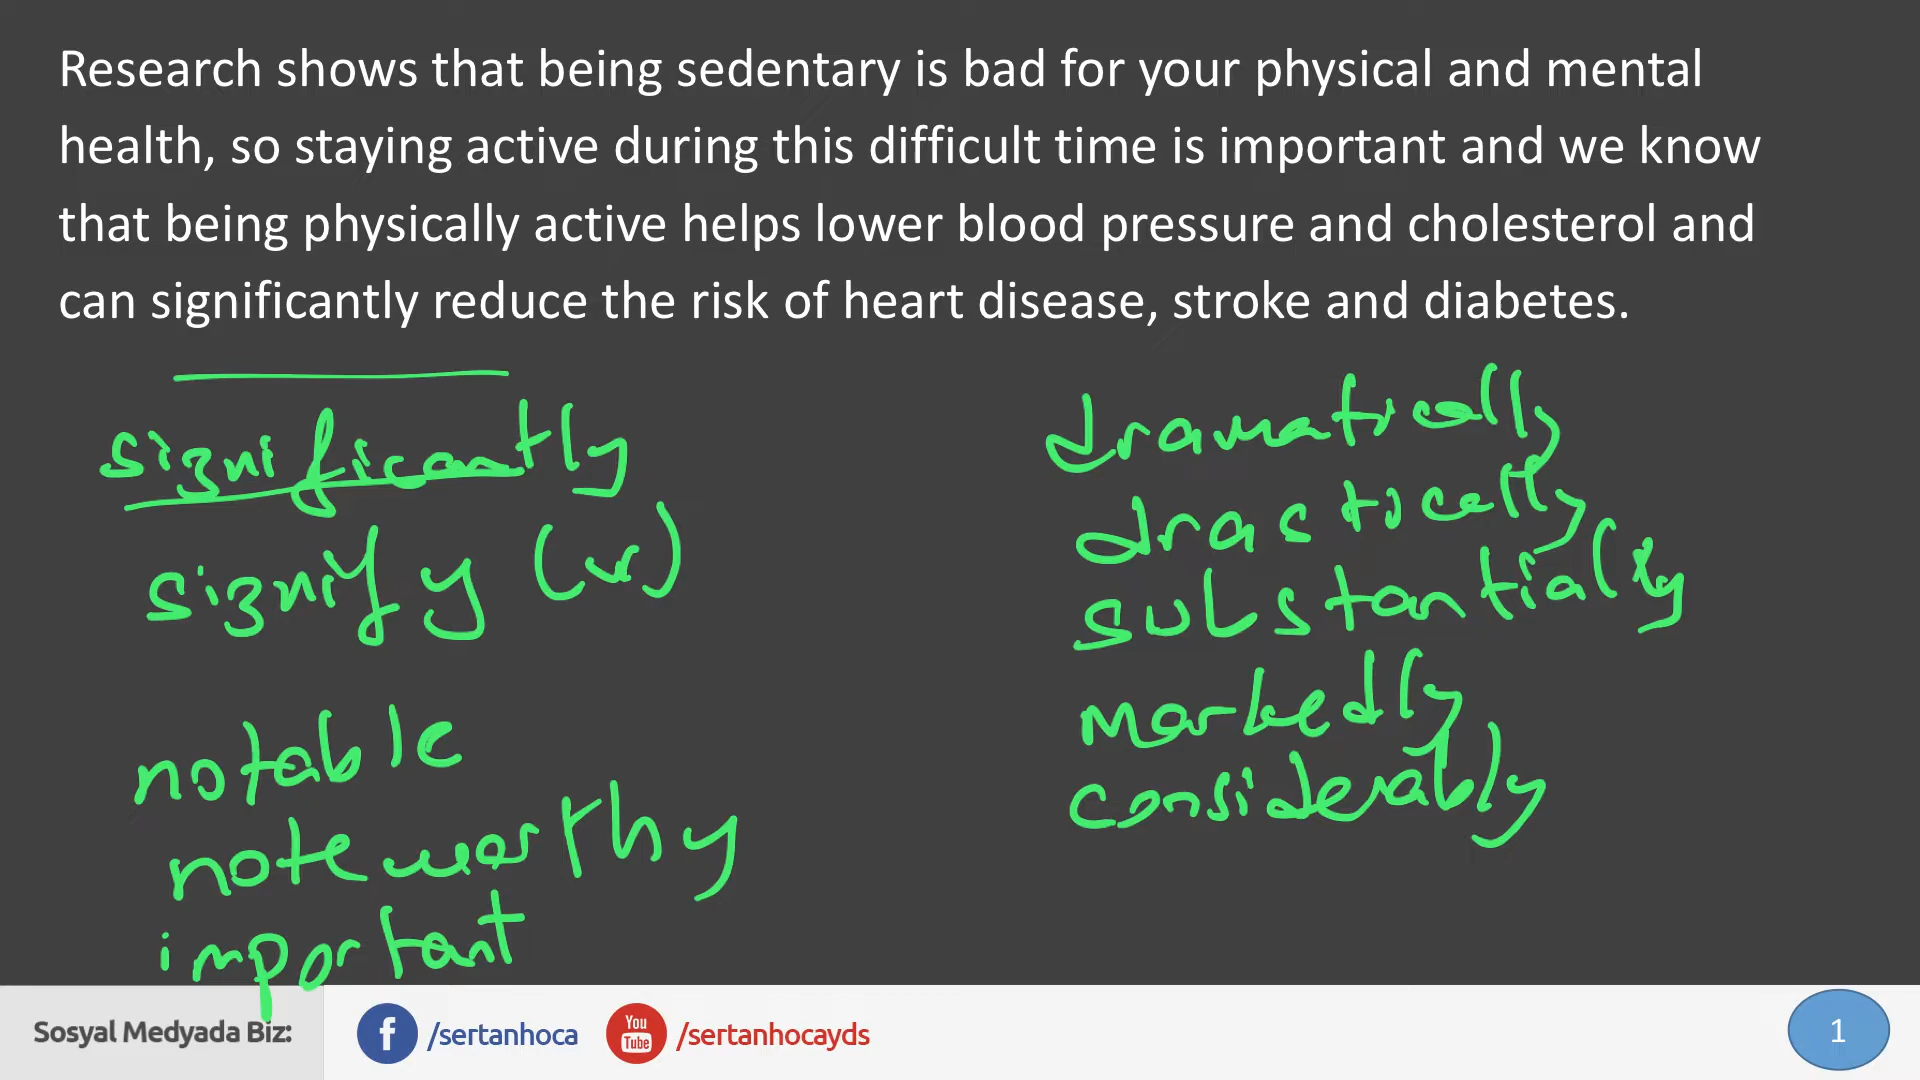 Research shows that being sedentary is bad for your physical and mental
health, so staying active during this difficult time is important and we know
that being physically active helps lower blood pressure and cholesterol and
can significantly reduce the risk of heart disease, stroke and diabetes.
significantly
signify (v)
notable
noteworthy
important
dramatically
drastically
substantially
markedly
considerably
Sosyal Medyada Biz:
f /sertanhoca
You Tube /sertanhocayds
1